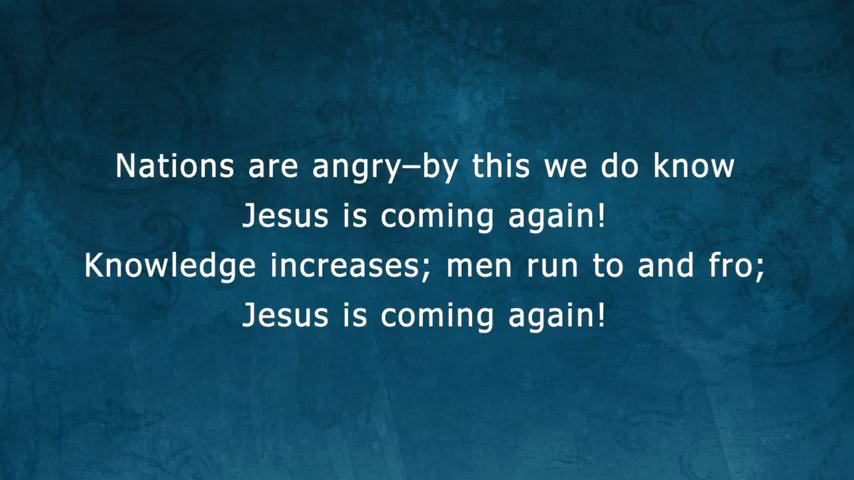 Nations are angry–by this we do know
Jesus is coming again!
Knowledge increases; men run to and fro;
Jesus is coming again!